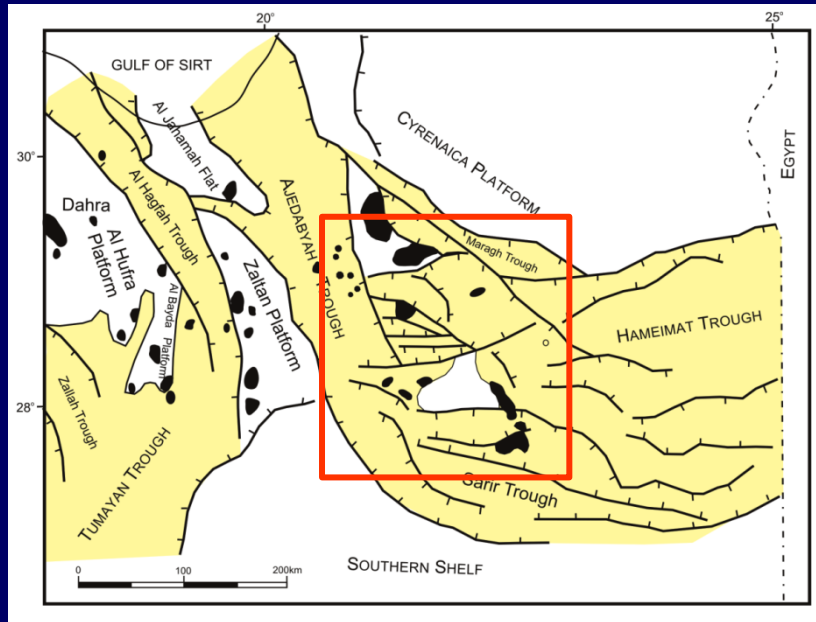 20°
25°
GULF OF SIRT
Al Jahamah Flat
CYRENAICA PLATFORM
EGYPT
30°
Dahra
Al Hufra
Platform
Al Hagfah Trough
AJEDABYAH TROUGH
Maragh Trough
Al Bayda Platform
Zaltan Platform
HAMEIMAT TROUGH
28°
Zallah Trough
TUMAYAN TROUGH
Sarir Trough
SOUTHERN SHELF
0 100 200km